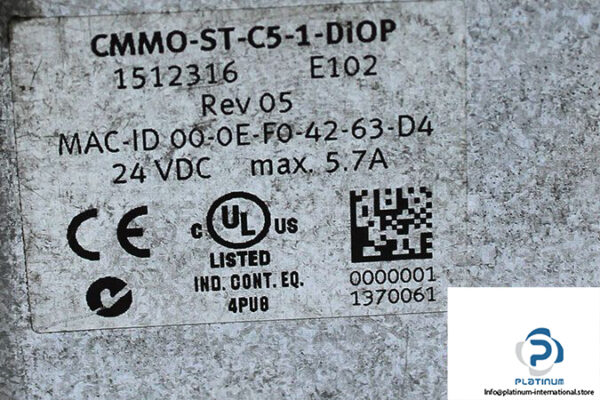 CMMO-ST-C5-1-DiOP
1512316 E102
Rev 05
MAC-ID 00-0E-F0-42-63-D4
24 VDC max. 5.7A
CE
C UL US
LISTED
IND. CONT. EQ.
4PU8
0000001
1370061
P
PLATINUM
Info@platinum-international.store